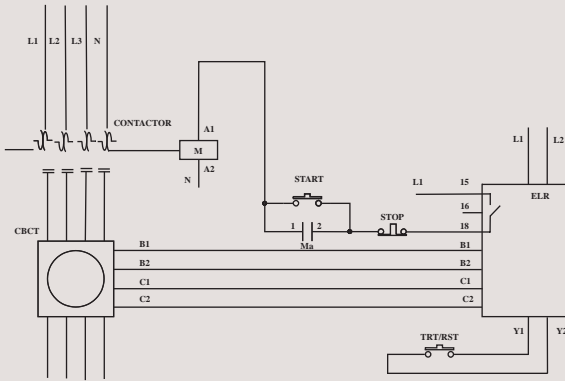 L1 L2 L3 N
CONTACTOR
A1
M
A2
N
START
L1 15
16
STOP
18
1 2
Ma
ELR
L1 L2
CBCT
B1 B1
B2 B2
C1 C1
C2 C2
TRT/RST
Y1 Y2